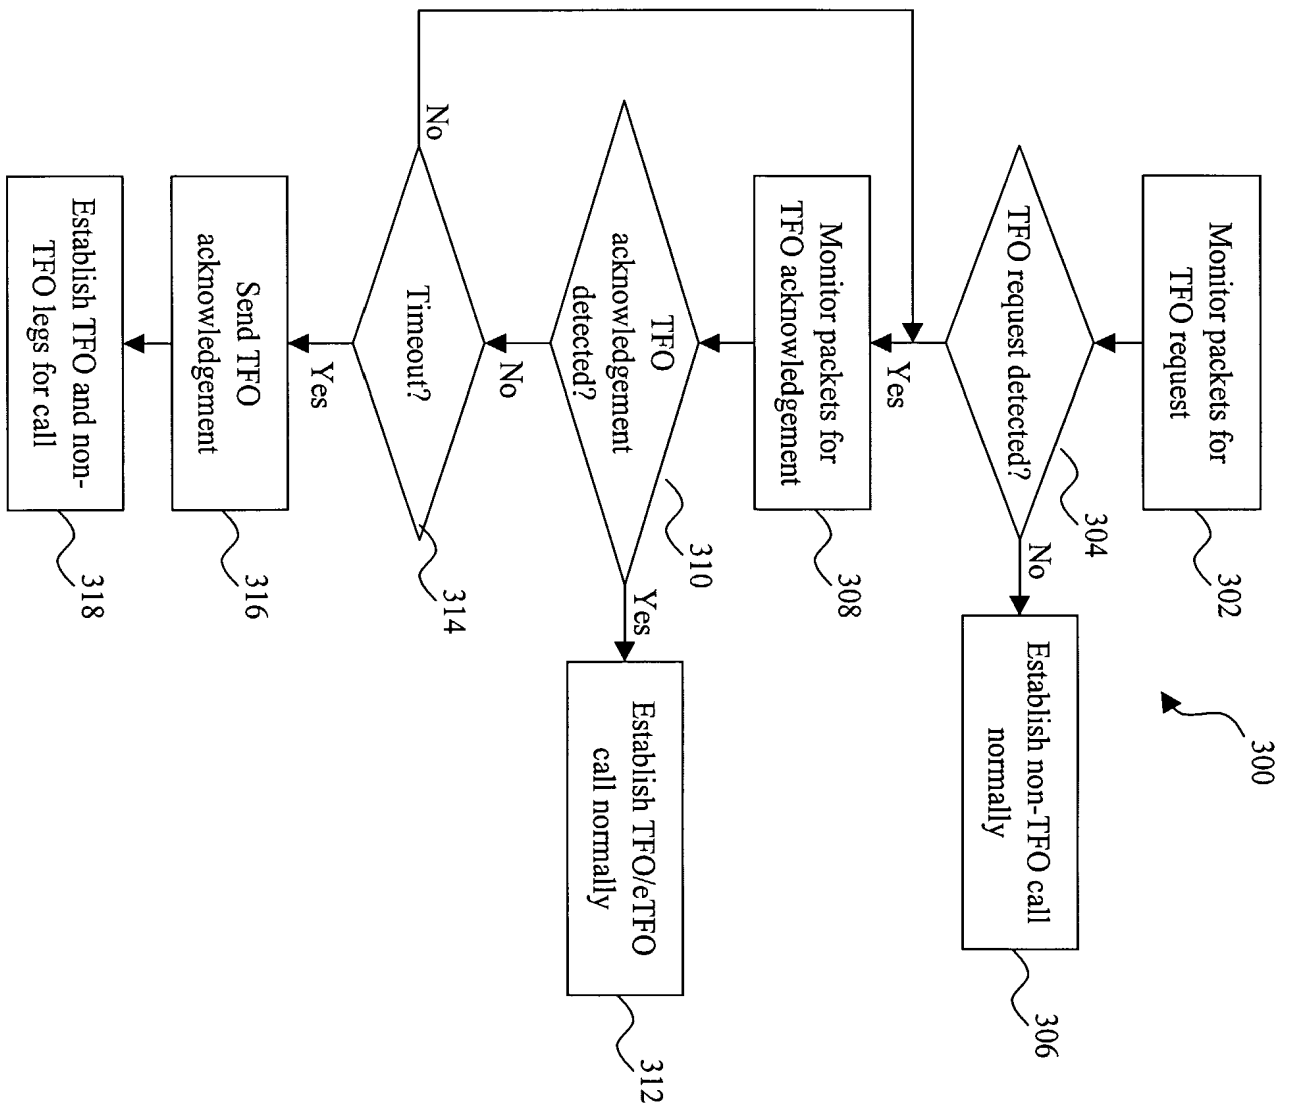 300
Monitor packets for
TFO request
302
TFO request detected?
304
No
Establish non-TFO call
normally
306
Yes
Monitor packets for
TFO acknowledgement
308
TFO
acknowledgement
detected?
310
Yes
Establish TFO/eTFO
call normally
312
No
Timeout?
314
No
Yes
Send TFO
acknowledgement
316
Establish TFO and non-
TFO legs for call
318